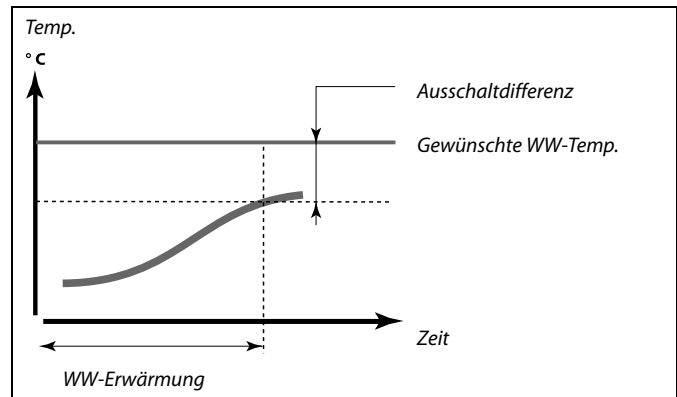 Temp.
°C
Ausschaltdifferenz
Gewünschte WW-Temp.
Zeit
WW-Erwärmung